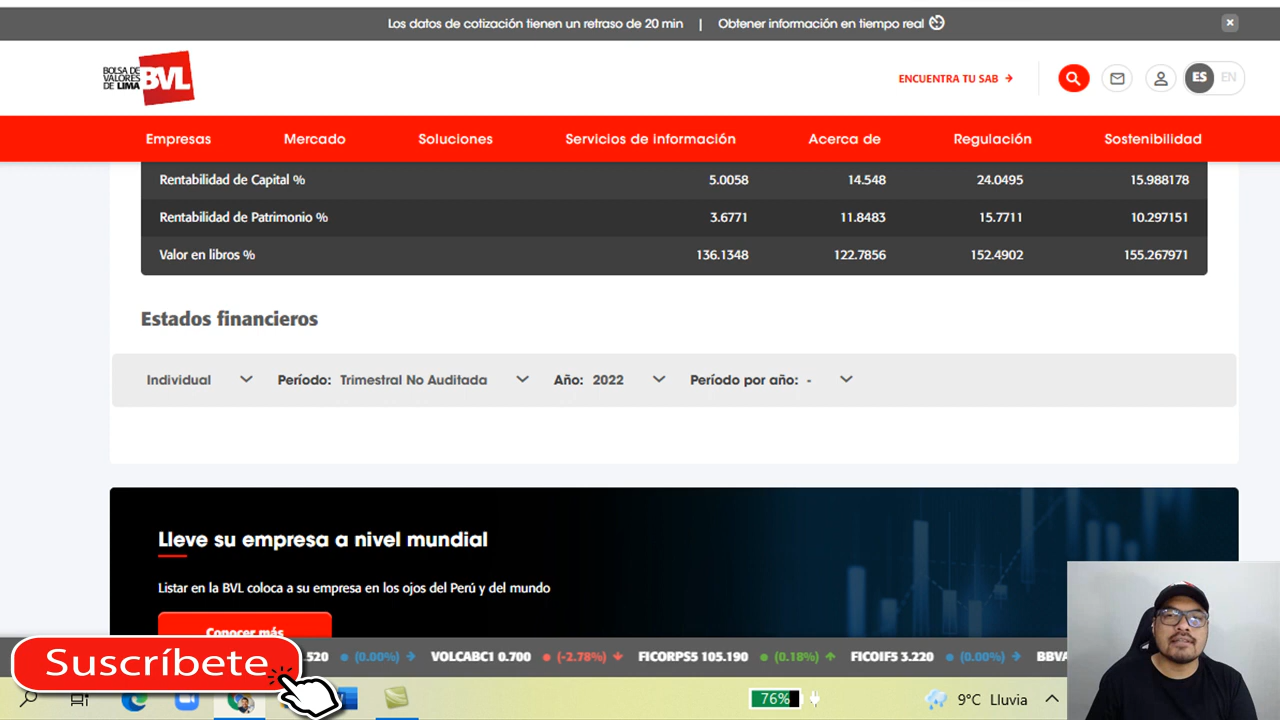 Los datos de cotización tienen un retraso de 20 min | Obtener información en tiempo real
BOLSA DE VALORES DE LIMA BVL
ENCUENTRA TU SAB →
ES EN
Empresas Mercado Soluciones Servicios de información Acerca de Regulación Sostenibilidad
Rentabilidad de Capital % 5.0058 14.548 24.0495 15.988178
Rentabilidad de Patrimonio % 3.6771 11.8483 15.7711 10.297151
Valor en libros % 136.1348 122.7856 152.4902 155.267971
Estados financieros
Individual Período: Trimestral No Auditada Año: 2022 Período por año: -
Lleve su empresa a nivel mundial
Listar en la BVL coloca a su empresa en los ojos del Perú y del mundo
Conocer más
.520 (0.00%) → VOLCABC1 0.700 (-2.78%) FICORPS5 105.190 (0.18%) FICOIF5 3.220 (0.00%) → BBVA
Suscríbete
76% 9°C Lluvia